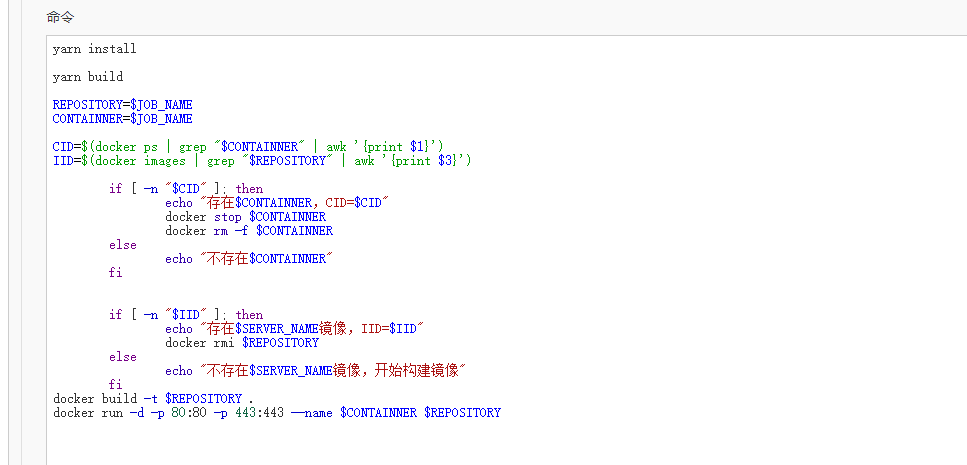 命令
yarn install
yarn build
REPOSITORY=$JOB_NAME
CONTAINNER=$JOB_NAME
CID=$(docker ps | grep "$CONTAINNER" | awk '{print $1}')
IID=$(docker images | grep "$REPOSITORY" | awk '{print $3}')
if [ -n "$CID" ]; then
echo "存在$CONTAINNER，CID=$CID"
docker stop $CONTAINNER
docker rm -f $CONTAINNER
else
echo "不存在$CONTAINNER"
fi
if [ -n "$IID" ]; then
echo "存在$SERVER_NAME镜像，IID=$IID"
docker rmi $REPOSITORY
else
echo "不存在$SERVER_NAME镜像，开始构建镜像"
fi
docker build -t $REPOSITORY .
docker run -d -p 80:80 -p 443:443 --name $CONTAINNER $REPOSITORY